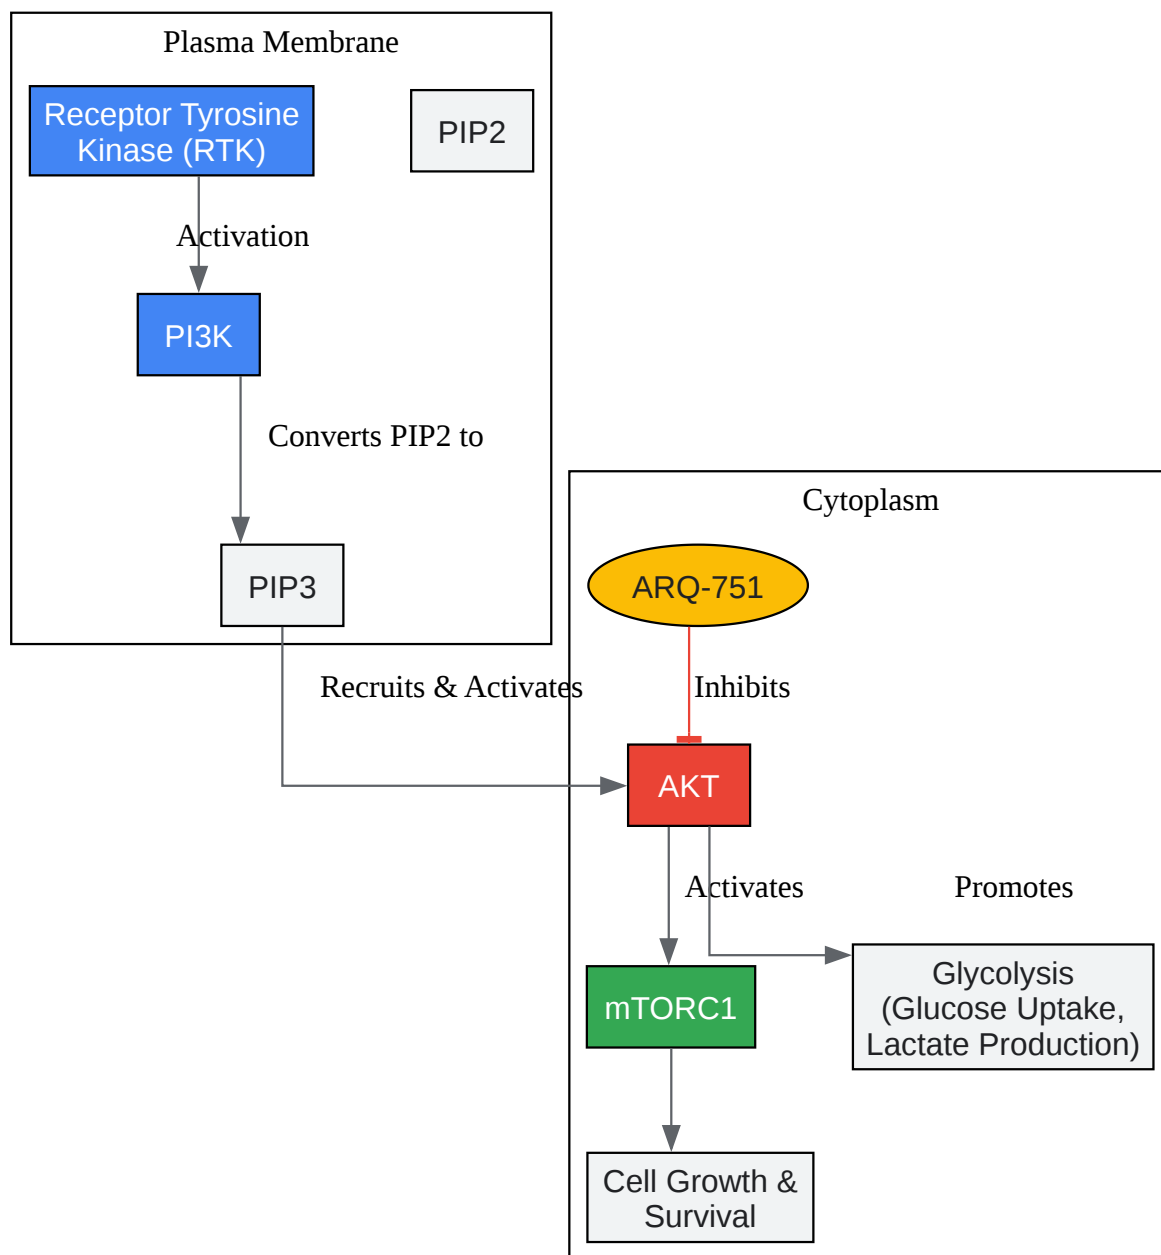 Plasma Membrane
Receptor Tyrosine
Kinase (RTK)
PIP2
Activation
PI3K
Converts PIP2 to
PIP3
Cytoplasm
ARQ-751
Recruits & Activates
Inhibits
AKT
Activates
Promotes
mTORC1
Glycolysis
(Glucose Uptake,
Lactate Production)
Cell Growth &
Survival